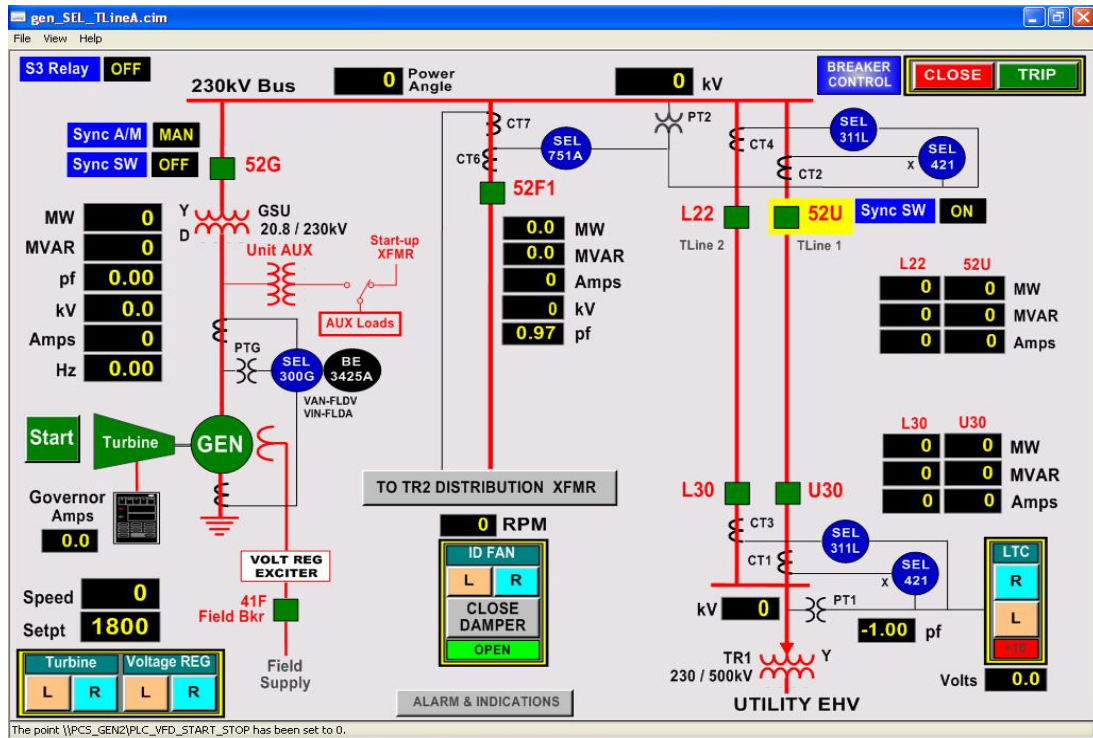 gen_SEL_TLineA.cim
File View Help
S3 Relay OFF
230kV Bus
0 Power Angle
0 kV
BREAKER CONTROL
CLOSE TRIP
Sync A/M MAN
Sync SW OFF
52G
CT7
CT6
SEL 751A
PT2
CT4
SEL 311L
SEL 421
x
CT2
52F1
L22
TLine 2
52U
TLine 1
Sync SW ON
MW 0
MVAR 0
pf 0.00
kV 0.0
Amps 0
Hz 0.00
Y
D
GSU
20.8 / 230kV
Unit AUX
Start-up XFMR
AUX Loads
0.0 MW
0.0 MVAR
0 Amps
0 kV
0.97 pf
L22 52U
0 0 MW
0 0 MVAR
0 0 Amps
PTG
SEL 300G
BE 3425A
VAN-FLDV
VIN-FLDA
Start
Turbine
GEN
L30 U30
0 0 MW
0 0 MVAR
0 0 Amps
Governor Amps
0.0
TO TR2 DISTRIBUTION XFMR
L30
U30
0 RPM
ID FAN
L R
CLOSE DAMPER
OPEN
CT3
SEL 311L
CT1
SEL 421
x
VOLT REG EXCITER
41F
Field Bkr
Field Supply
Speed 0
Setpt 1800
kV 0
PT1
-1.00 pf
LTC
R
L
+16
Volts 0.0
TR1 Y
230 / 500kV
UTILITY EHV
Turbine Voltage REG
L R L R
ALARM & INDICATIONS
The point \\PCS_GEN2\PLC_VFD_START_STOP has been set to 0.